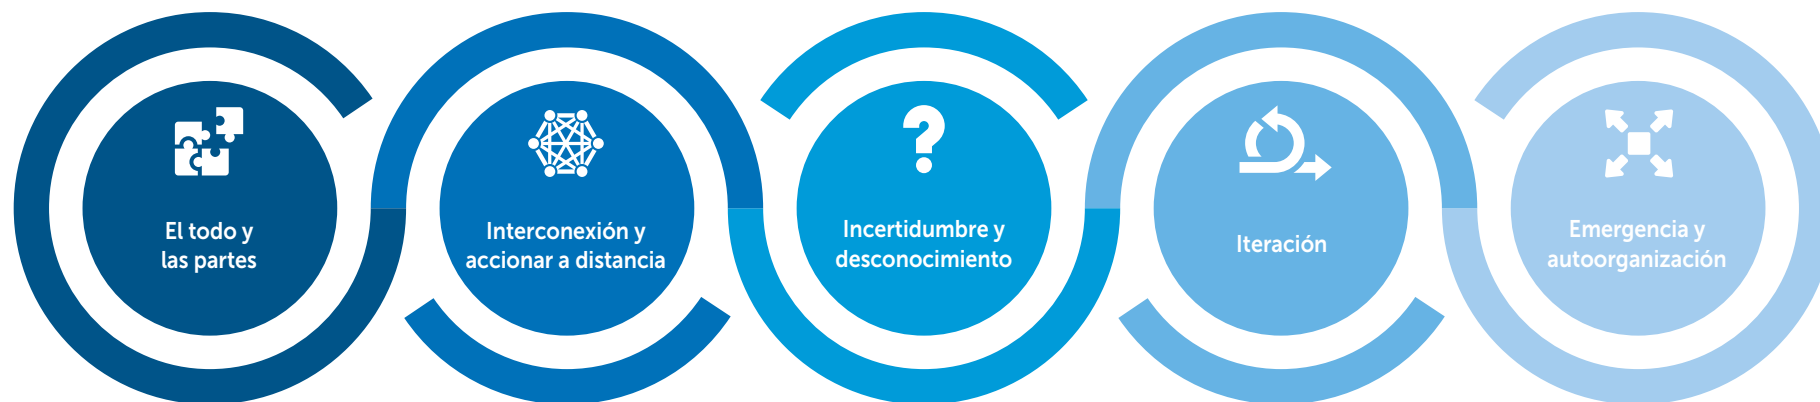 El todo y
las partes
Interconexión y
accionar a distancia
Incertidumbre y
desconocimiento
Iteración
Emergencia y
autoorganización